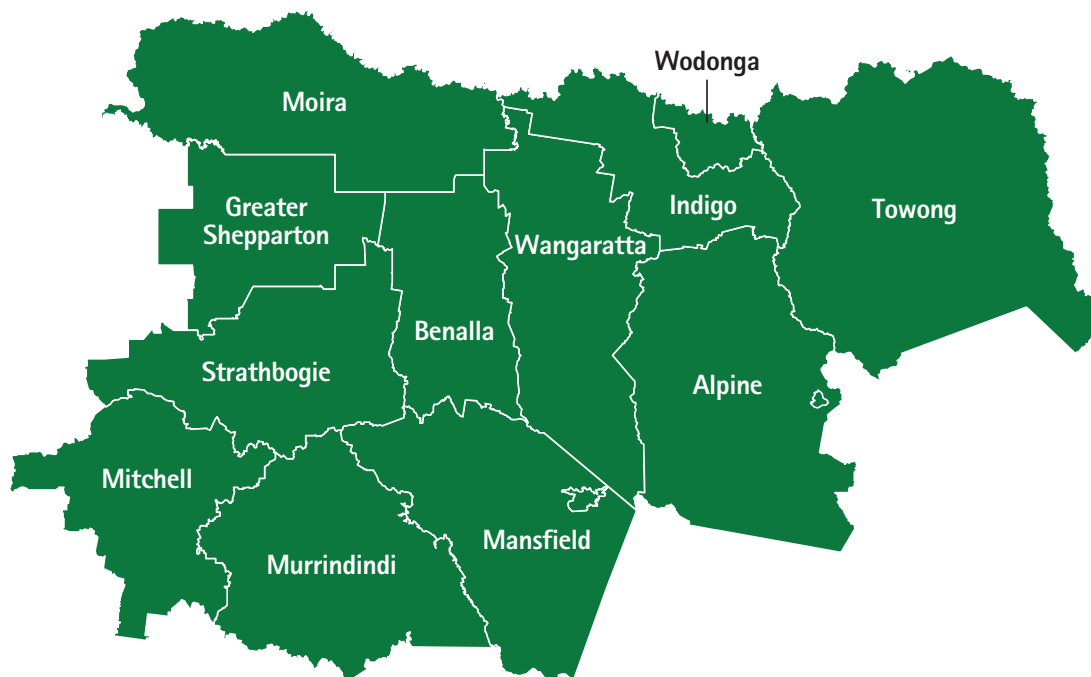 Wodonga
Moira
Greater
Shepparton
Indigo
Towong
Wangaratta
Benalla
Strathbogie
Alpine
Mitchell
Mansfield
Murrindindi